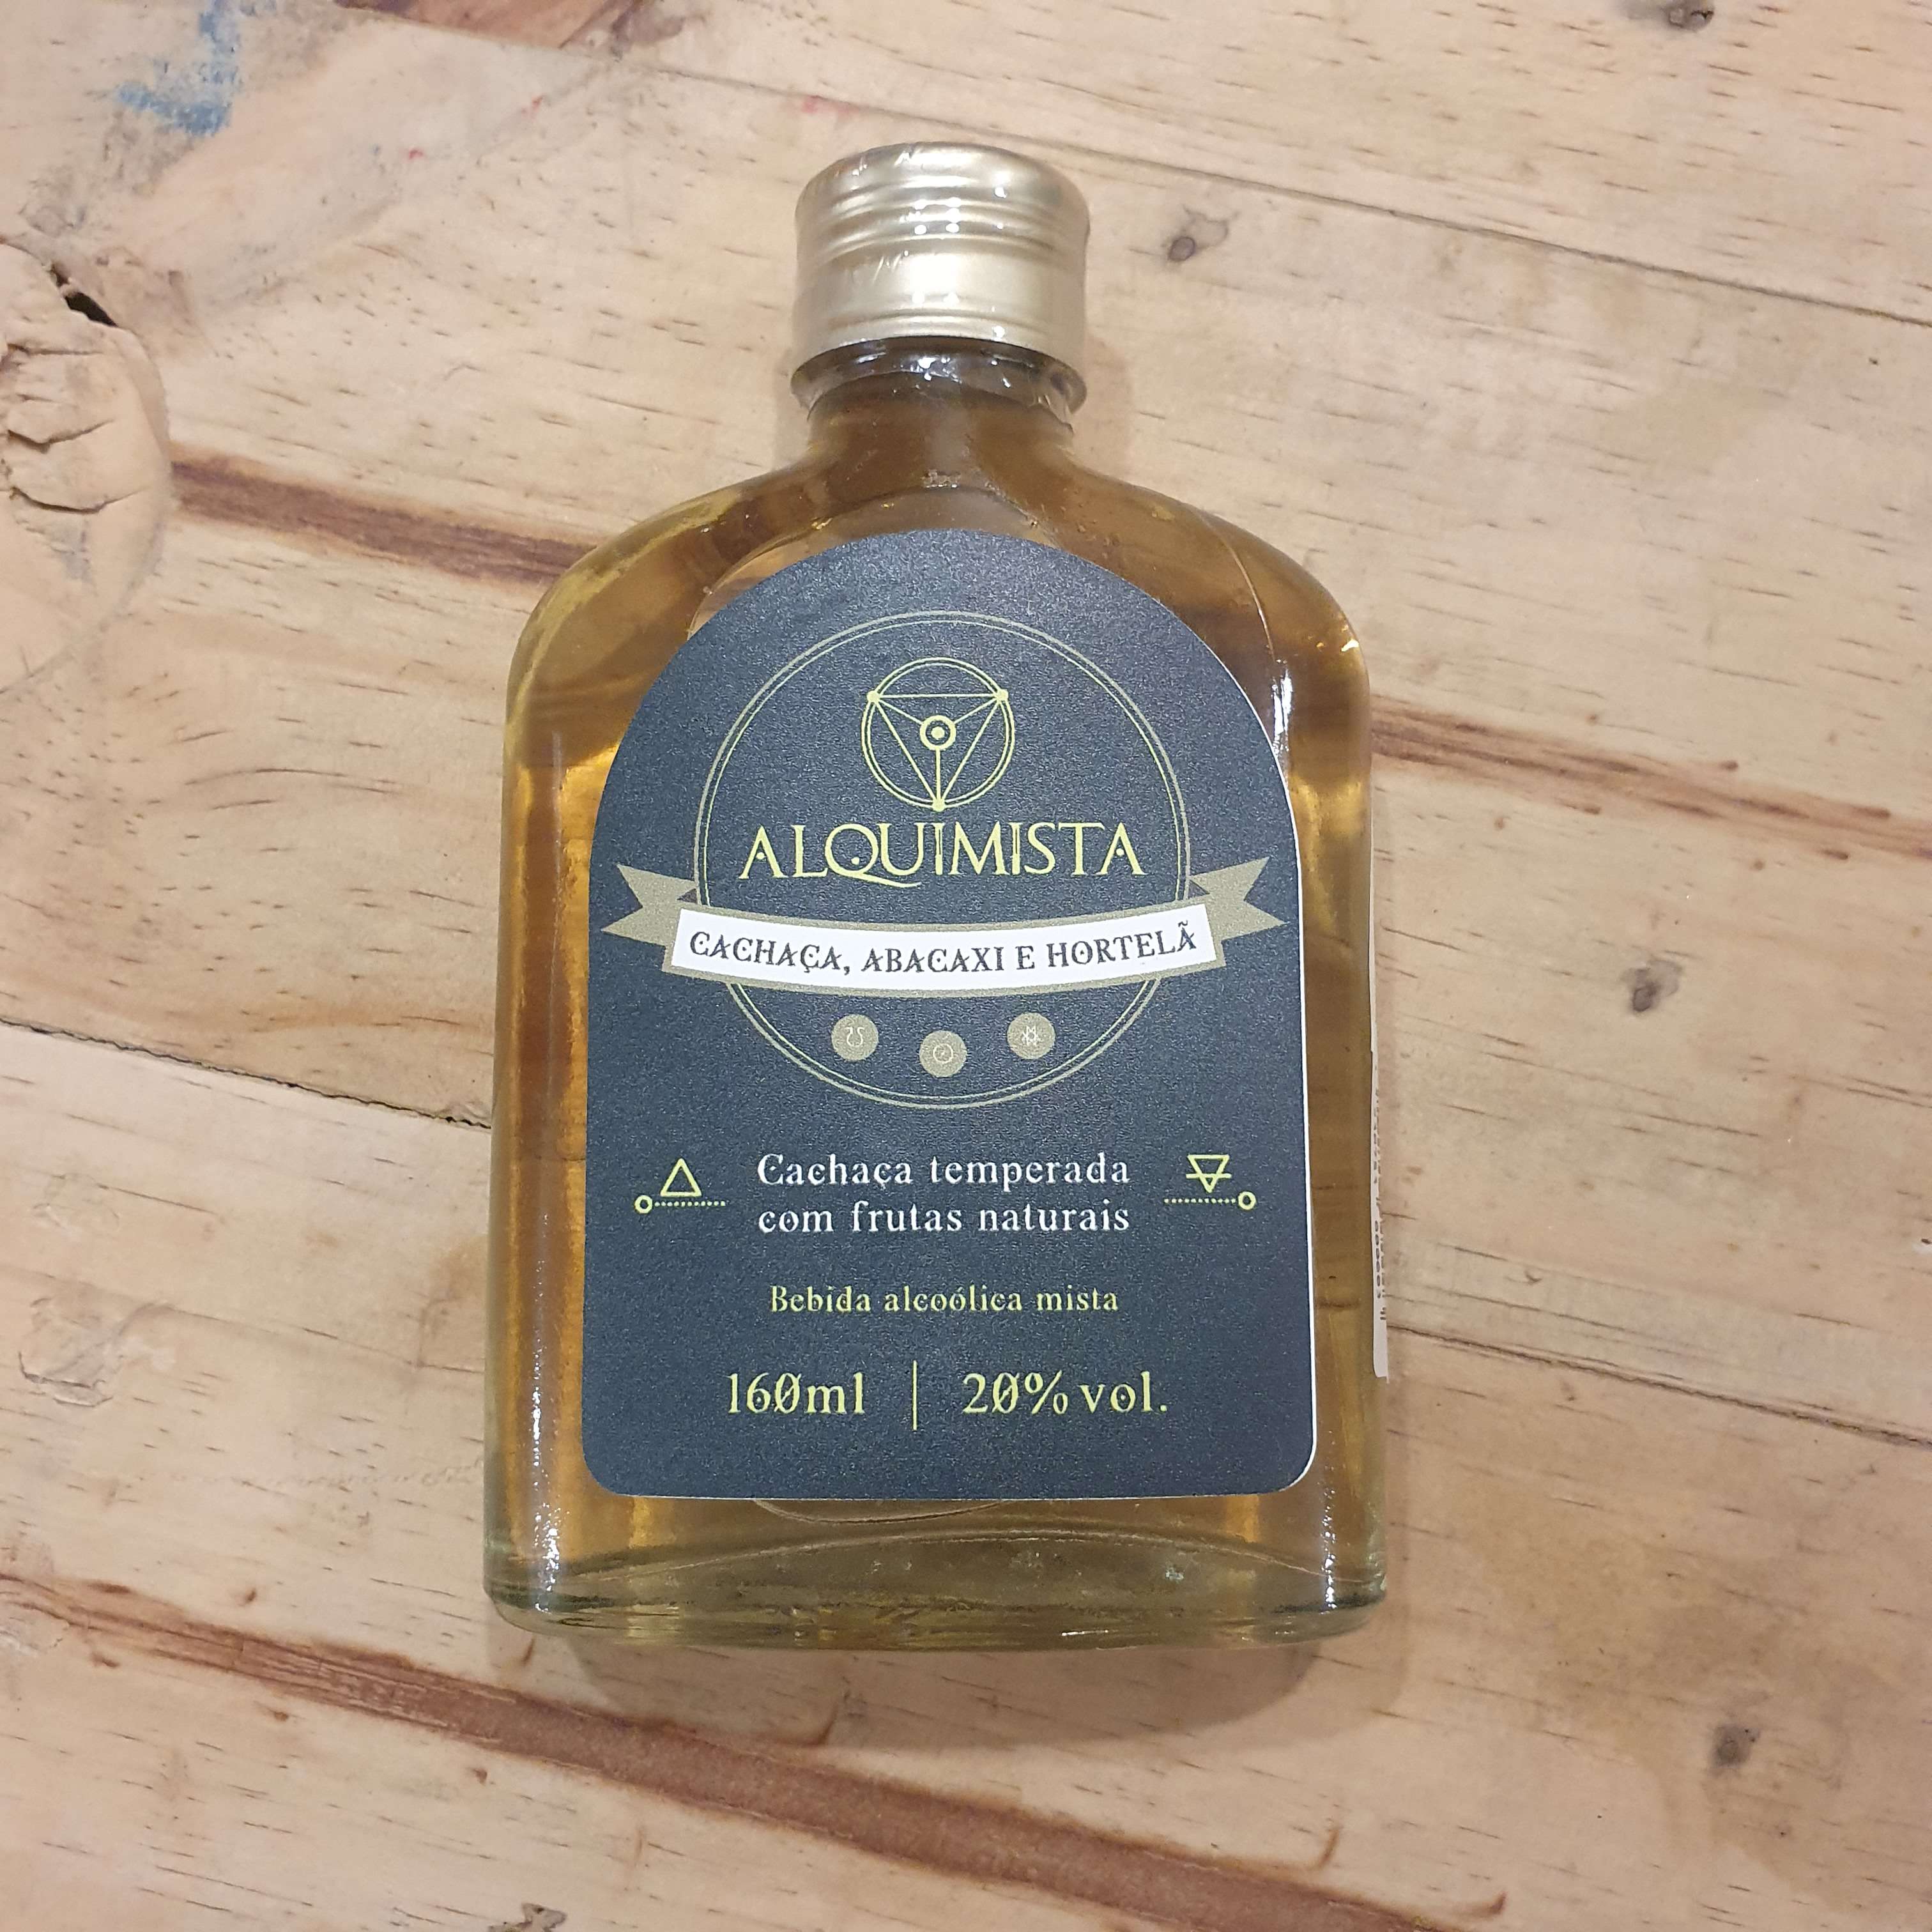 ALQUIMISTA
CACHAÇA, ABACAXI E HORTELÃ
Cachaça temperada
com frutas naturais
Bebida alcoólica mista
160ml | 20% vol.